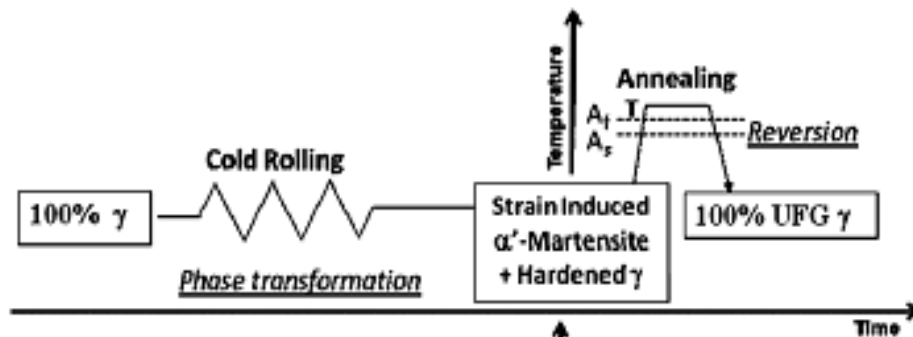 Temperature
Annealing
A_f
A_s
Reversion
Cold Rolling
100% γ
Strain Induced
α'-Martensite
+ Hardened γ
100% UFG γ
Phase transformation
Time